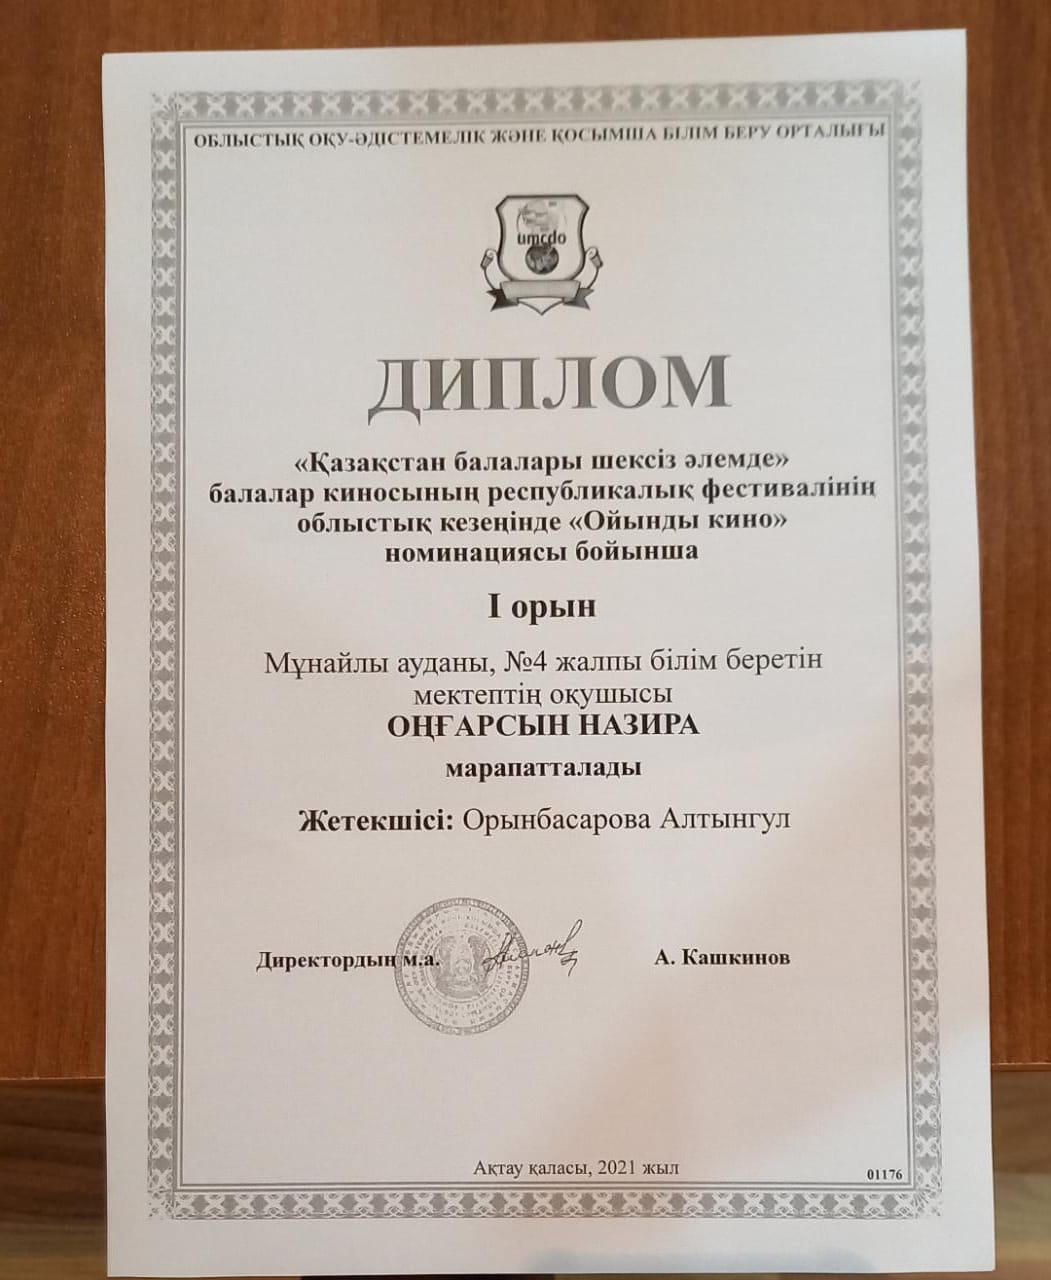 ОБЛЫСТЫҚ ОҚУ-ӘДІСТЕМЕЛІК ЖӘНЕ ҚОСЫМША БІЛІМ БЕРУ ОРТАЛЫҒЫ
umcdo
ДИПЛОМ
«Қазақстан балалары шексіз әлемде»
балалар киносының республикалық фестивалінің
облыстық кезеңінде «Ойынды кино»
номинациясы бойынша
І орын
Мұнайлы ауданы, №4 жалпы білім беретін
мектептің оқушысы
ОҢҒАРСЫН НАЗИРА
марапатталады
Жетекшісі: Орынбасарова Алтынгул
Директордың м.а. А. Кашкинов
Ақтау қаласы, 2021 жыл
01176